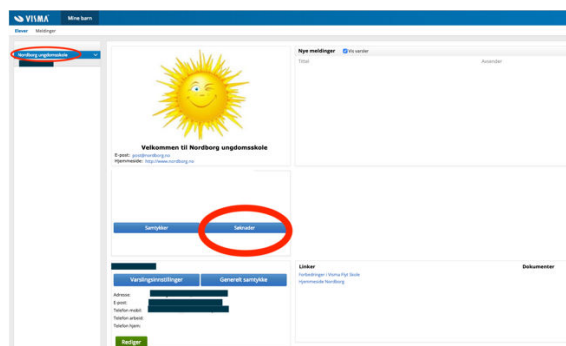 VISMA Mine barn
Elever Meldinger
Nordborg ungdomsskole
Nye meldinger Vis varsler
Tittel Avsender
Velkommen til Nordborg ungdomsskole
E-post: post@nordborg.no
Hjemmeside: http://www.nordborg.no
Samtykker Søknader
Varslingsinnstillinger Generelt samtykke
Adresse:
E-post:
Telefon mobil:
Telefon arbeid:
Telefon hjem:
Rediger
Linker Dokumenter
Forbedringer i Visma Flyt Skole
Hjemmeside Nordborg